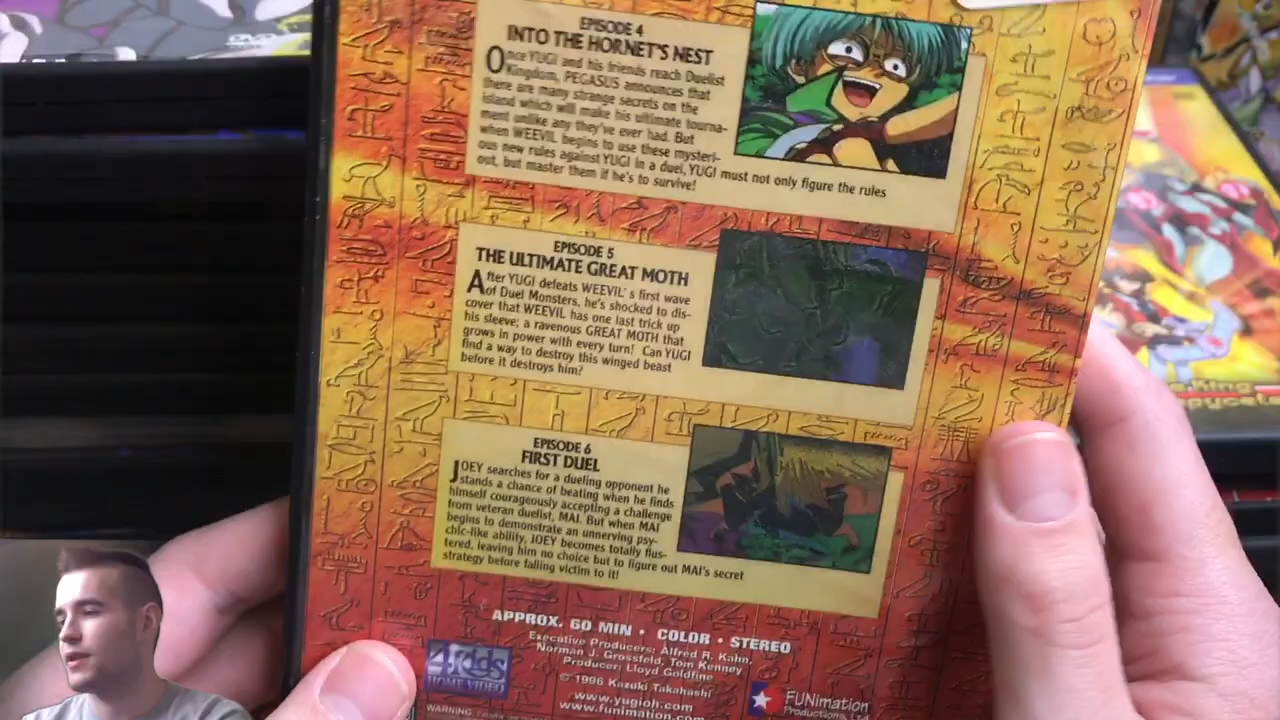 EPISODE 4
INTO THE HORNET'S NEST
Once YUGI and his friends reach Duelist
Kingdom, PEGASUS announces that
there are many strange secrets on the
island which will make his ultimate tourna-
ment unlike any they've ever had. But
when WEEVIL begins to use these mysteri-
ous new rules against YUGI in a duel, YUGI must not only figure the rules
out, but master them if he's to survive!
EPISODE 5
THE ULTIMATE GREAT MOTH
After YUGI defeats WEEVIL' s first wave
of Duel Monsters, he's shocked to dis-
cover that WEEVIL has one last trick up
his sleeve; a ravenous GREAT MOTH that
grows in power with every turn! Can YUGI
find a way to destroy this winged beast
before it destroys him?
EPISODE 6
FIRST DUEL
JOEY searches for a dueling opponent he
stands a chance of beating when he finds
himself courageously accepting a challenge
from veteran duelist, MAI. But when MAI
begins to demonstrate an unnerving psy-
chic-like ability, JOEY becomes totally flus-
tered, leaving him no choice but to figure out MAI's secret
strategy before falling victim to it!
APPROX. 60 MIN • COLOR • STEREO
Executive Producers: Alfred R. Kahn,
Norman J. Grossfeld, Tom Kenney
Producer: Lloyd Goldfine
© 1996 Kazuki Takahashi
www.yugioh.com
www.funimation.com
4Kids
HOME VIDEO
FUNimation
Productions, Ltd
WARNING:
DVD
King